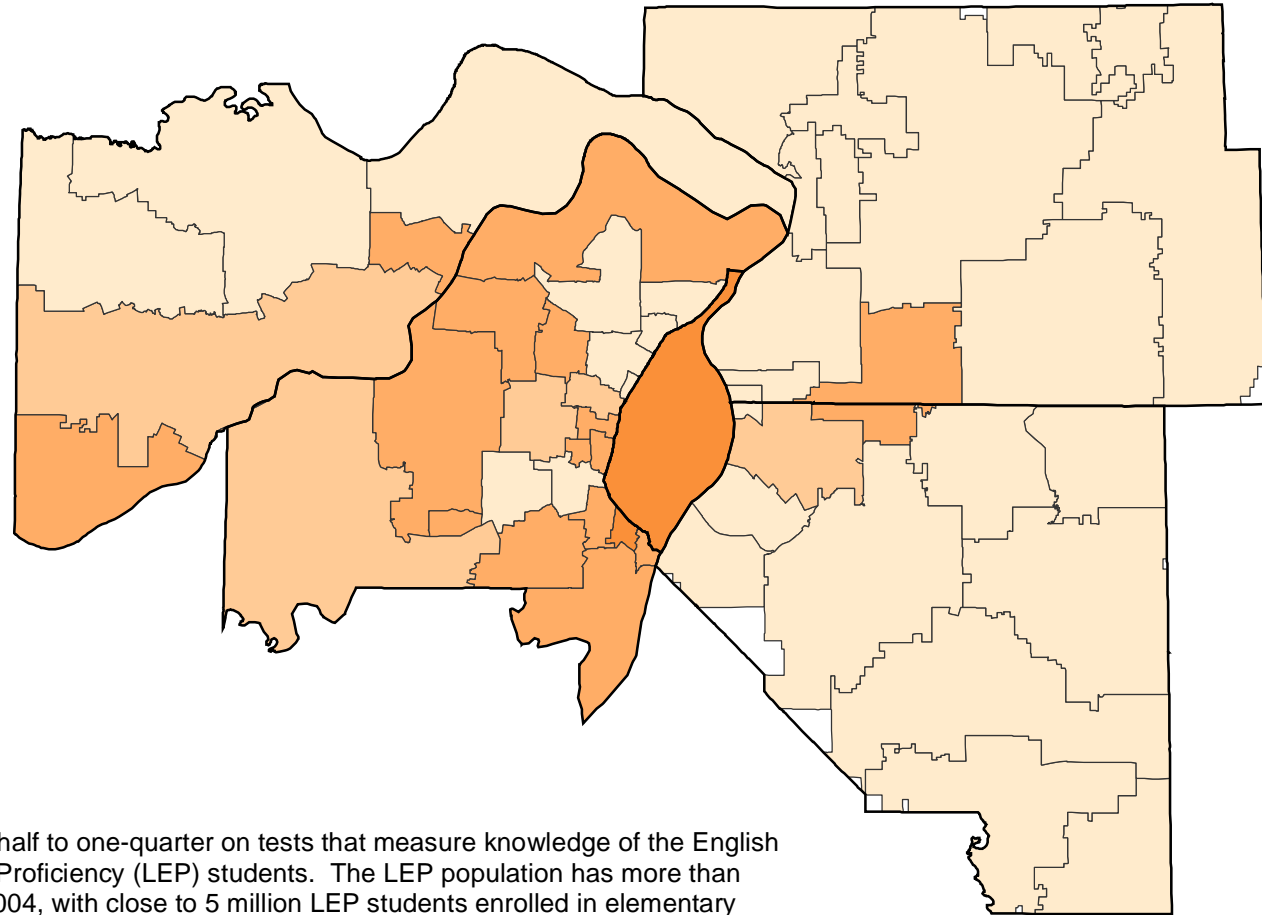 half to one-quarter on tests that measure knowledge of the English
Proficiency (LEP) students. The LEP population has more than
004, with close to 5 million LEP students enrolled in elementary